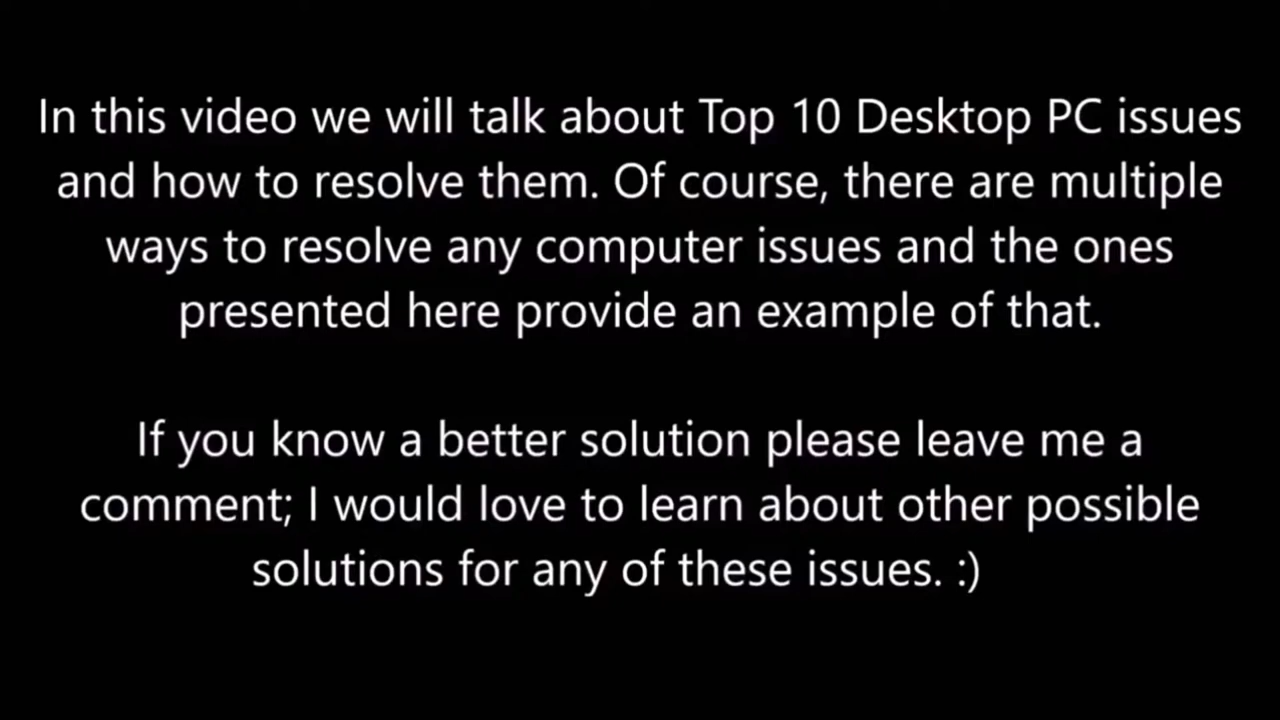 In this video we will talk about Top 10 Desktop PC issues
and how to resolve them. Of course, there are multiple
ways to resolve any computer issues and the ones
presented here provide an example of that.
If you know a better solution please leave me a
comment; I would love to learn about other possible
solutions for any of these issues. :)